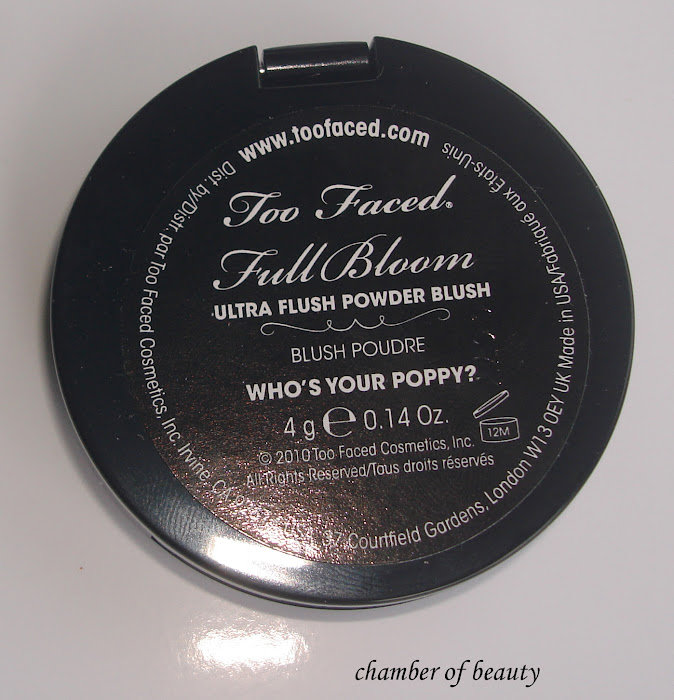 www.toofaced.com
Too Faced®
Full Bloom
ULTRA FLUSH POWDER BLUSH
BLUSH POUDRE
WHO'S YOUR POPPY?
4 g ℮ 0.14 Oz.
12M
© 2010 Too Faced Cosmetics, Inc.
All Rights Reserved/Tous droits réservés
Dist. by/Distr. par Too Faced Cosmetics, Inc. Irvine, CA 37 Courtfield Gardens, London W13 0EY UK Made in USA/Fabriqué aux États-Unis
chamber of beauty